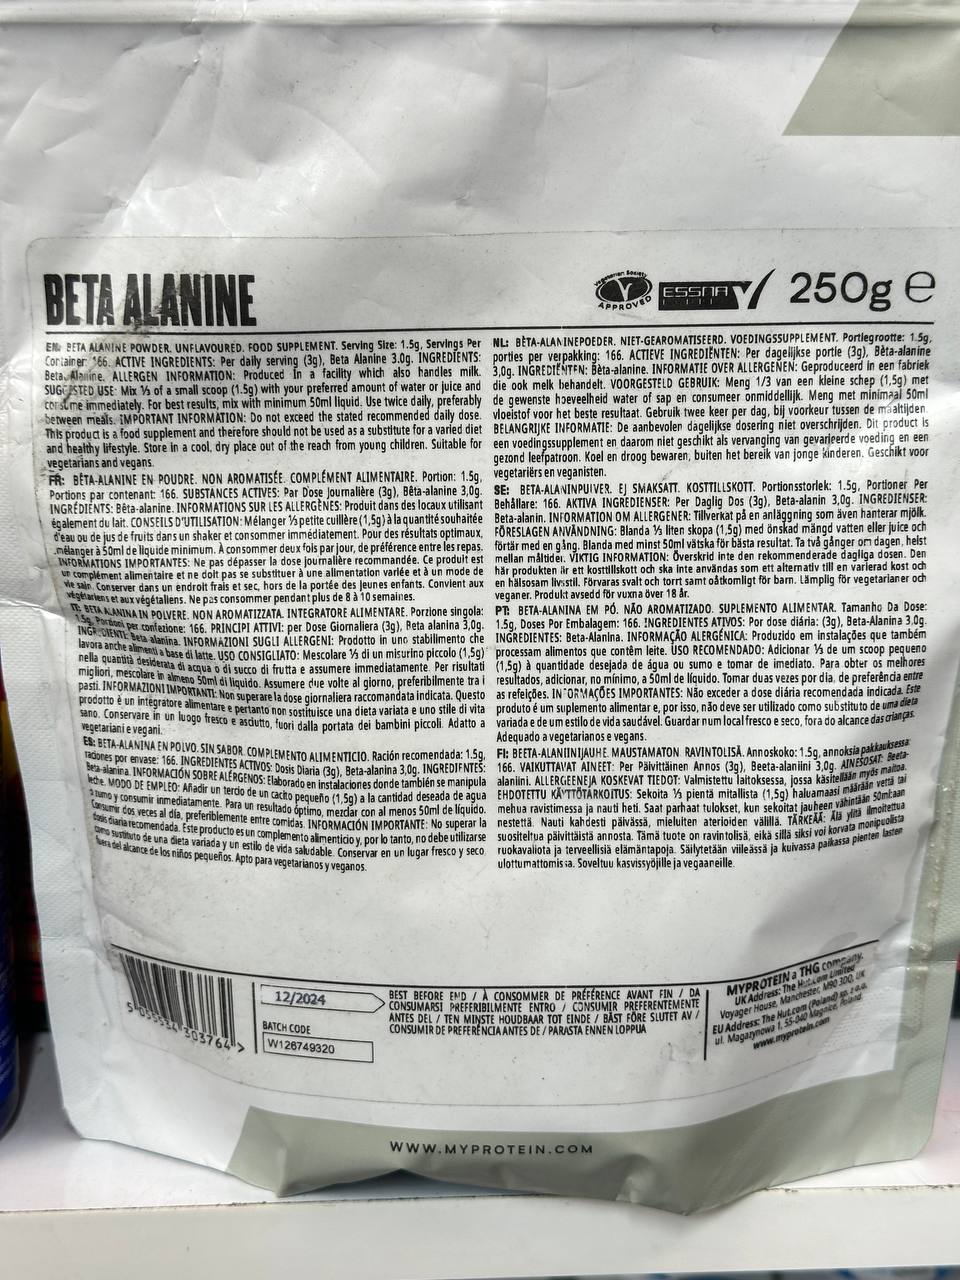 BETA ALANINE
Vegetarian Society
APPROVED
ESSNA
250g e
EN: BETA ALANINE POWDER. UNFLAVOURED. FOOD SUPPLEMENT. Serving Size: 1.5g, Servings Per
Container: 166. ACTIVE INGREDIENTS: Per daily serving (3g), Beta Alanine 3.0g. INGREDIENTS:
Beta Alanine. ALLERGEN INFORMATION: Produced in a facility which also handles milk.
SUGGESTED USE: Mix ⅓ of a small scoop (1.5g) with your preferred amount of water or juice and
consume immediately. For best results, mix with minimum 50ml liquid. Use twice daily, preferably
between meals. IMPORTANT INFORMATION: Do not exceed the stated recommended daily dose.
This product is a food supplement and therefore should not be used as a substitute for a varied diet
and healthy lifestyle. Store in a cool, dry place out of the reach from young children. Suitable for
vegetarians and vegans.
FR: BÊTA-ALANINE EN POUDRE. NON AROMATISÉE. COMPLÉMENT ALIMENTAIRE. Portion: 1.5g,
Portions par contenant: 166. SUBSTANCES ACTIVES: Par Dose Journalière (3g), Bêta-alanine 3,0g.
INGRÉDIENTS: Bêta-alanine. INFORMATIONS SUR LES ALLERGÈNES: Produit dans des locaux utilisant
également du lait. CONSEILS D'UTILISATION: Mélanger ⅓ petite cuillère (1,5g) à la quantité souhaitée
d'eau ou de jus de fruits dans un shaker et consommer immédiatement. Pour des résultats optimaux,
mélanger à 50ml de liquide minimum. À consommer deux fois par jour, de préférence entre les repas.
INFORMATIONS IMPORTANTES: Ne pas dépasser la dose journalière recommandée. Ce produit est
un complément alimentaire et ne doit pas se substituer à une alimentation variée et à un mode de
vie sain. Conserver dans un endroit frais et sec, hors de la portée des jeunes enfants. Convient aux
végétariens et aux végétaliens. Ne pas consommer pendant plus de 8 à 10 semaines.
IT: BETA ALANINA IN POLVERE. NON AROMATIZZATA. INTEGRATORE ALIMENTARE. Porzione singola:
1.5g, Porzioni per confezione: 166. PRINCIPI ATTIVI: per Dose Giornaliera (3g), Beta alanina 3,0g.
INGREDIENTI: Beta alanina. INFORMAZIONI SUGLI ALLERGENI: Prodotto in uno stabilimento che
lavora anche alimenti a base di latte. USO CONSIGLIATO: Mescolare ⅓ di un misurino piccolo (1,5g)
nella quantità desiderata di acqua o di succo di frutta e assumere immediatamente. Per risultati
migliori, mescolare in almeno 50ml di liquido. Assumere due volte al giorno, preferibilmente tra i
pasti. INFORMAZIONI IMPORTANTI: Non superare la dose giornaliera raccomandata indicata. Questo
prodotto è un integratore alimentare e pertanto non sostituisce una dieta variata e uno stile di vita
sano. Conservare in un luogo fresco e asciutto, fuori dalla portata dei bambini piccoli. Adatto a
vegetariani e vegani.
ES: BETA-ALANINA EN POLVO. SIN SABOR. COMPLEMENTO ALIMENTICIO. Ración recomendada: 1.5g,
raciones por envase: 166. INGREDIENTES ACTIVOS: Dosis Diaria (3g), Beta-alanina 3,0g. INGREDIENTES:
Beta-alanina. INFORMACIÓN SOBRE ALÉRGENOS: Elaborado en instalaciones donde también se manipula
leche. MODO DE EMPLEO: Añadir un tercio de un cacito pequeño (1,5g) a la cantidad deseada de agua
o zumo y consumir inmediatamente. Para un resultado óptimo, mezclar con al menos 50ml de líquido.
Consumir dos veces al día, preferiblemente entre comidas. INFORMACIÓN IMPORTANTE: No superar la
dosis diaria recomendada. Este producto es un complemento alimenticio y, por lo tanto, no debe utilizarse
como sustituto de una dieta variada y un estilo de vida saludable. Conservar en un lugar fresco y seco
fuera del alcance de los niños pequeños. Apto para vegetarianos y veganos.
NL: BÈTA-ALANINEPOEDER. NIET-GEAROMATISEERD. VOEDINGSSUPPLEMENT. Portiegrootte: 1.5g,
porties per verpakking: 166. ACTIEVE INGREDIËNTEN: Per dagelijkse portie (3g), Bèta-alanine
3,0g. INGREDIËNTEN: Bèta-alanine. INFORMATIE OVER ALLERGENEN: Geproduceerd in een fabriek
die ook melk behandelt. VOORGESTELD GEBRUIK: Meng 1/3 van een kleine schep (1,5g) met
de gewenste hoeveelheid water of sap en consumeer onmiddellijk. Meng met minimaal 50ml
vloeistof voor het beste resultaat. Gebruik twee keer per dag, bij voorkeur tussen de maaltijden.
BELANGRIJKE INFORMATIE: De aanbevolen dagelijkse dosering niet overschrijden. Dit product is
een voedingssupplement en daarom niet geschikt als vervanging van gevarieerde voeding en een
gezond leefpatroon. Koel en droog bewaren, buiten het bereik van jonge kinderen. Geschikt voor
vegetariërs en veganisten.
SE: BETA-ALANINPULVER. EJ SMAKSATT. KOSTTILLSKOTT. Portionsstorlek: 1.5g, Portioner Per
Behållare: 166. AKTIVA INGREDIENSER: Per Daglig Dos (3g), Beta-alanin 3,0g. INGREDIENSER:
Beta-alanin. INFORMATION OM ALLERGENER: Tillverkat på en anläggning som även hanterar mjölk.
FÖRESLAGEN ANVÄNDNING: Blanda ⅓ liten skopa (1,5g) med önskad mängd vatten eller juice och
förtär med en gång. Blanda med minst 50ml vätska för bästa resultat. Ta två gånger om dagen, helst
mellan måltider. VIKTIG INFORMATION: Överskrid inte den rekommenderade dagliga dosen. Den
här produkten är ett kosttillskott och ska inte användas som ett alternativ till en varierad kost och
en hälsosam livsstil. Förvaras svalt och torrt samt oåtkomligt för barn. Lämplig för vegetarianer och
veganer. Produkt avsedd för vuxna över 18 år.
PT: BETA-ALANINA EM PÓ. NÃO AROMATIZADO. SUPLEMENTO ALIMENTAR. Tamanho Da Dose:
1.5g, Doses Por Embalagem: 166. INGREDIENTES ATIVOS: Por dose diária: (3g), Beta-Alanina 3.0g.
INGREDIENTES: Beta-Alanina. INFORMAÇÃO ALERGÉNICA: Produzido em instalações que também
processam alimentos que contêm leite. USO RECOMENDADO: Adicionar ⅓ de um scoop pequeno
(1,5g) à quantidade desejada de água ou sumo e tomar de imediato. Para obter os melhores
resultados, adicionar, no mínimo, a 50ml de líquido. Tomar duas vezes por dia, de preferência entre
as refeições. INFORMAÇÕES IMPORTANTES: Não exceder a dose diária recomendada indicada. Este
produto é um suplemento alimentar e, por isso, não deve ser utilizado como substituto de uma dieta
variada e de um estilo de vida saudável. Guardar num local fresco e seco, fora do alcance das crianças.
Adequado a vegetarianos e vegans.
FI: BEETA-ALANIINIJAUHE. MAUSTAMATON. RAVINTOLISÄ. Annoskoko: 1.5g, annoksia pakkauksessa:
166. VAIKUTTAVAT AINEET: Per Päivittäinen Annos (3g), Beeta-alaniini 3,0g. AINESOSAT: Beeta-
alaniini. ALLERGEENEJA KOSKEVAT TIEDOT: Valmistettu laitoksessa, jossa käsitellään myös maitoa.
EHDOTETTU KÄYTTÖTARKOITUS: Sekoita ⅓ pientä mitallista (1,5g) haluamaasi määrään vettä tai
mehua ravistimessa ja nauti heti. Saat parhaat tulokset, kun sekoitat jauheen vähintään 50ml:aan
nestettä. Nauti kahdesti päivässä, mieluiten aterioiden välillä. TÄRKEÄÄ: Älä ylitä ilmoitettua
suositeltua päivittäistä annosta. Tämä tuote on ravintolisä, eikä sillä siksi voi korvata monipuolista
ruokavaliota ja terveellisiä elämäntapoja. Säilytetään viileässä ja kuivassa paikassa pienten lasten
ulottumattomissa. Soveltuu kasvissyöjille ja vegaaneille.
5 055534 303764 >
12/2024
BATCH CODE
W126749320
BEST BEFORE END / À CONSOMMER DE PRÉFÉRENCE AVANT FIN / DA
CONSUMARSI PREFERIBILMENTE ENTRO / CONSUMIR PREFERENTEMENTE
ANTES DEL / TEN MINSTE HOUDBAAR TOT EINDE / BÄST FÖRE SLUTET AV /
CONSUMIR DE PREFERÊNCIA ANTES DE / PARASTA ENNEN LOPPUA
MYPROTEIN a THG company.
UK Address: The Hut.com Limited
Voyager House, Manchester, M90 3DQ, UK
EU Address: The Hut.com (Poland) sp. z o.o.
ul. Magazynowa 1, 55-040 Magnice, Poland.
www.myprotein.com
WWW.MYPROTEIN.COM